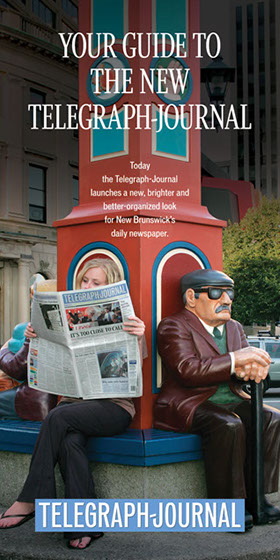 YOUR GUIDE TO
THE NEW
TELEGRAPH-JOURNAL
Today
the Telegraph-Journal
launches a new, brighter and
better-organized look
for New Brunswick's
daily newspaper.
TELEGRAPH-JOURNAL
IT'S TOO CLOSE TO CALL
TELEGRAPH-JOURNAL